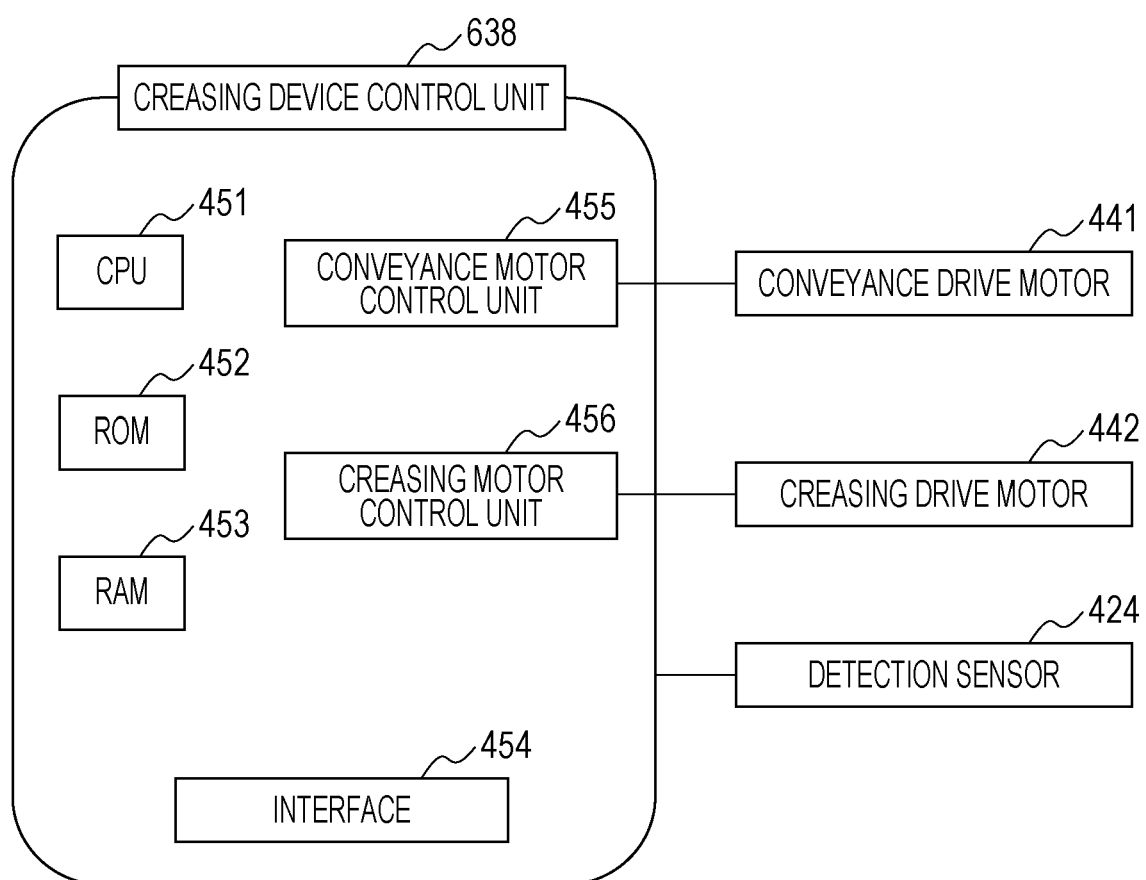 638
CREASING DEVICE CONTROL UNIT
451
CPU
455
CONVEYANCE MOTOR
CONTROL UNIT
441
CONVEYANCE DRIVE MOTOR
452
ROM
456
CREASING MOTOR
CONTROL UNIT
442
CREASING DRIVE MOTOR
453
RAM
424
DETECTION SENSOR
454
INTERFACE